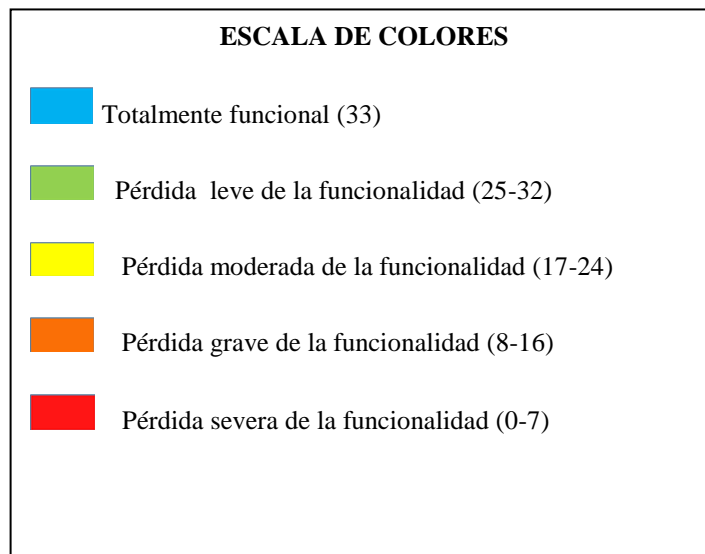 ESCALA DE COLORES
Totalmente funcional (33)
Pérdida leve de la funcionalidad (25-32)
Pérdida moderada de la funcionalidad (17-24)
Pérdida grave de la funcionalidad (8-16)
Pérdida severa de la funcionalidad (0-7)